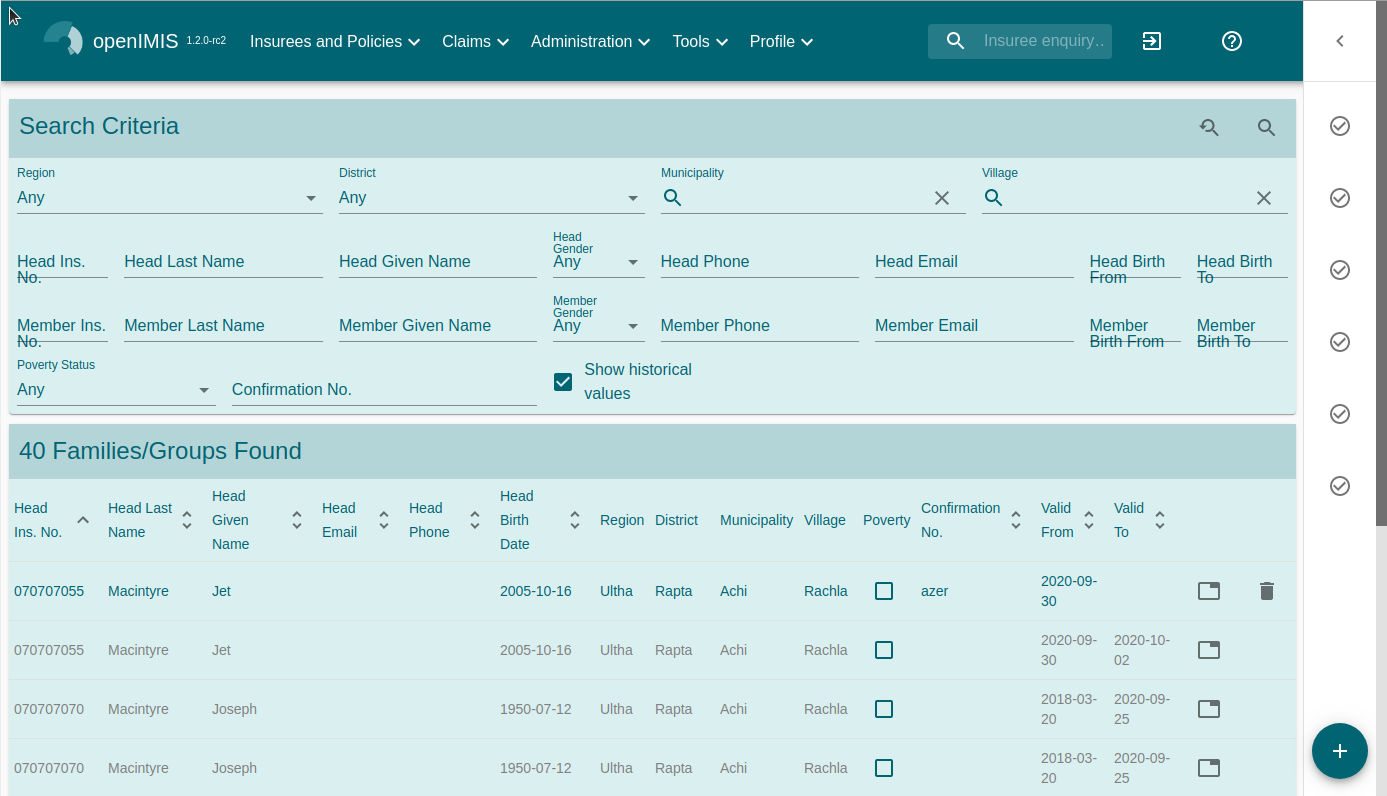 openIMIS 1.2.0-rc2 Insurees and Policies Claims Administration Tools Profile Insuree enquiry..
Search Criteria
Region District Municipality Village
Any Any
Head Ins. No. Head Last Name Head Given Name Head Gender Any Head Phone Head Email Head Birth From Head Birth To
Member Ins. No. Member Last Name Member Given Name Member Gender Any Member Phone Member Email Member Birth From Member Birth To
Poverty Status
Any Confirmation No. Show historical values
40 Families/Groups Found
Head Ins. No. Head Last Name Head Given Name Head Email Head Phone Head Birth Date Region District Municipality Village Poverty Confirmation No. Valid From Valid To
070707055 Macintyre Jet 2005-10-16 Ultha Rapta Achi Rachla azer 2020-09-30
070707055 Macintyre Jet 2005-10-16 Ultha Rapta Achi Rachla 2020-09-30 2020-10-02
070707070 Macintyre Joseph 1950-07-12 Ultha Rapta Achi Rachla 2018-03-20 2020-09-25
070707070 Macintyre Joseph 1950-07-12 Ultha Rapta Achi Rachla 2018-03-20 2020-09-25